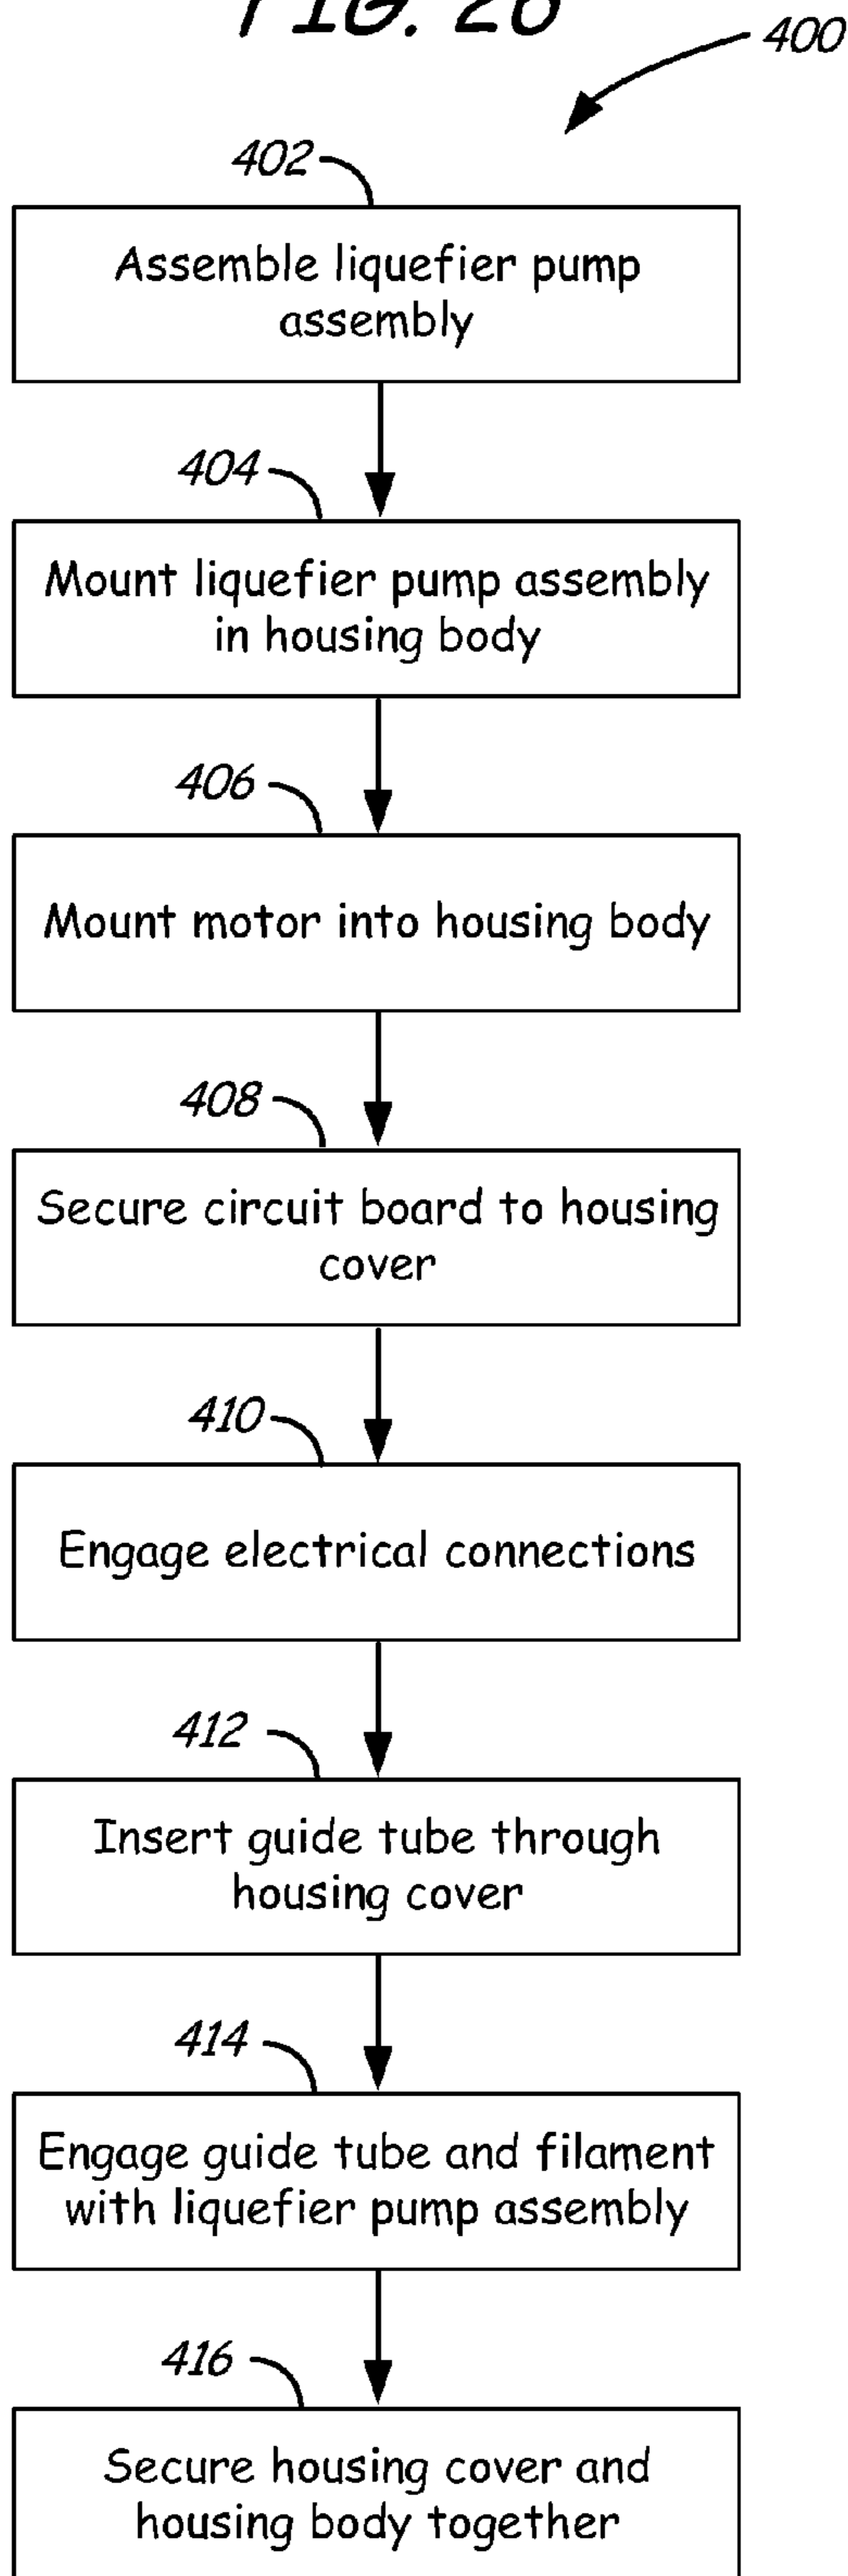 FIG. 26
400
402
Assemble liquefier pump
assembly
404
Mount liquefier pump assembly
in housing body
406
Mount motor into housing body
408
Secure circuit board to housing
cover
410
Engage electrical connections
412
Insert guide tube through
housing cover
414
Engage guide tube and filament
with liquefier pump assembly
416
Secure housing cover and
housing body together